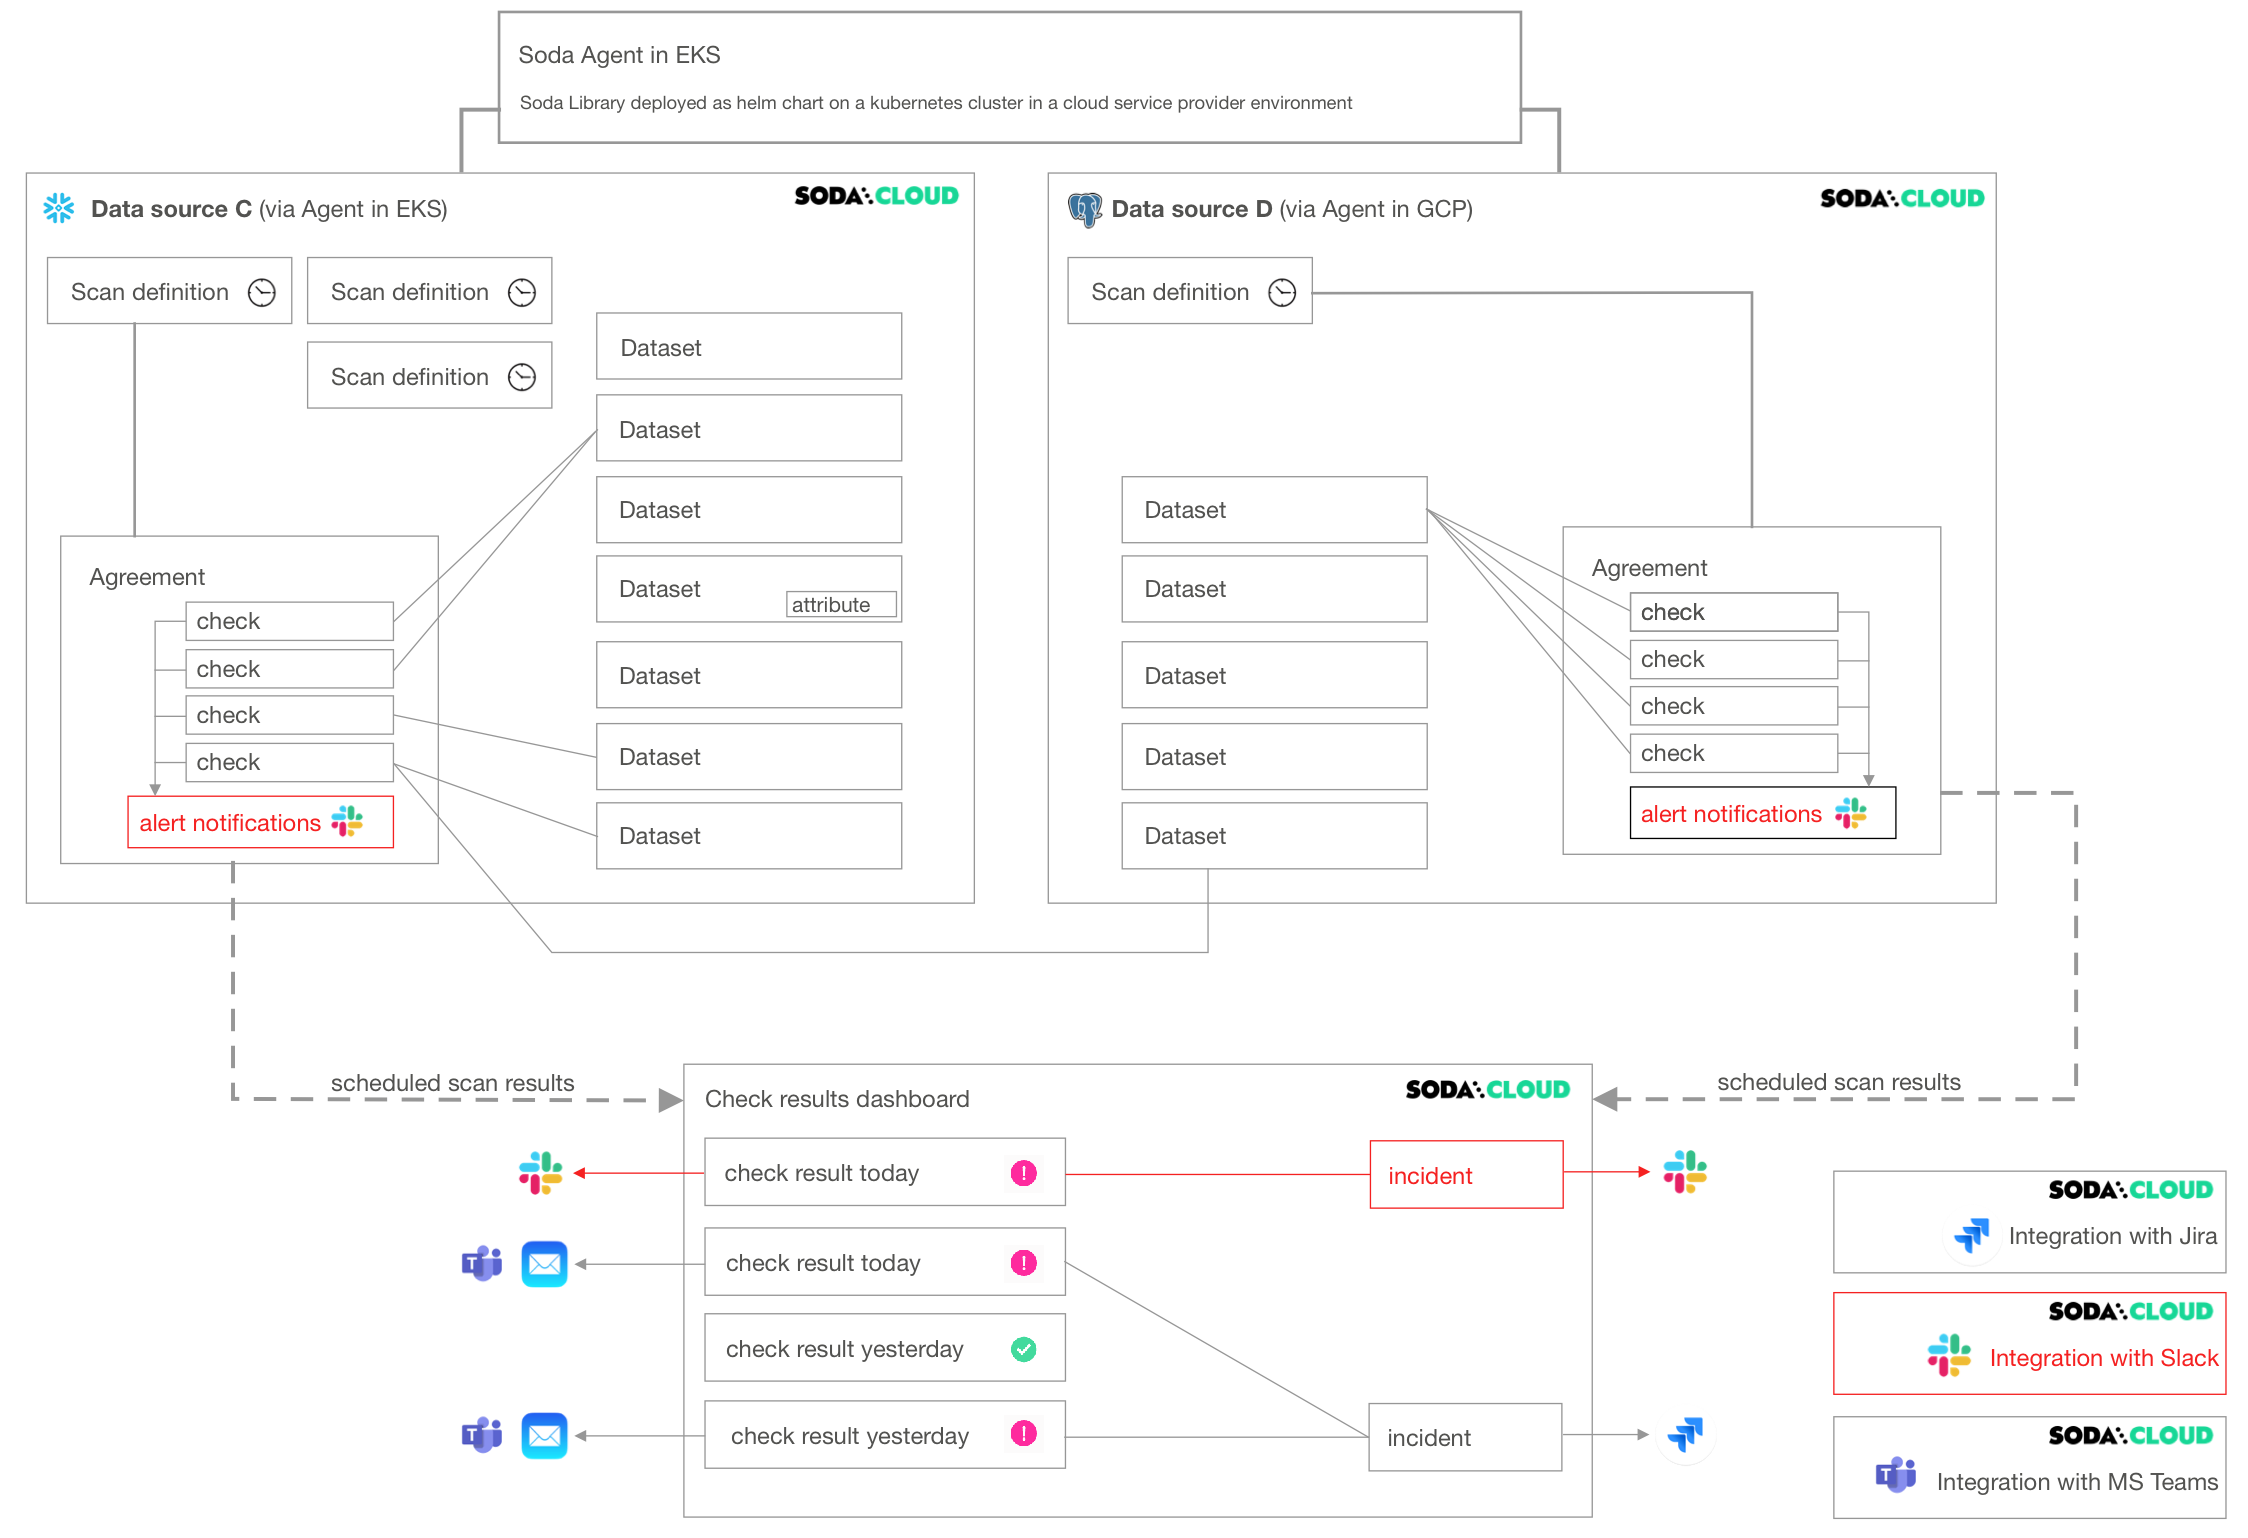 Soda Agent in EKS
Soda Library deployed as helm chart on a kubernetes cluster in a cloud service provider environment
Data source C (via Agent in EKS)
SODA CLOUD
Scan definition
Scan definition
Scan definition
Dataset
Dataset
Dataset
Dataset
attribute
Dataset
Dataset
Dataset
Agreement
check
check
check
check
alert notifications
Data source D (via Agent in GCP)
SODA CLOUD
Scan definition
Dataset
Dataset
Dataset
Dataset
Dataset
Agreement
check
check
check
check
alert notifications
scheduled scan results
scheduled scan results
Check results dashboard
SODA CLOUD
check result today
incident
check result today
check result yesterday
check result yesterday
incident
SODA CLOUD
Integration with Jira
SODA CLOUD
Integration with Slack
SODA CLOUD
Integration with MS Teams